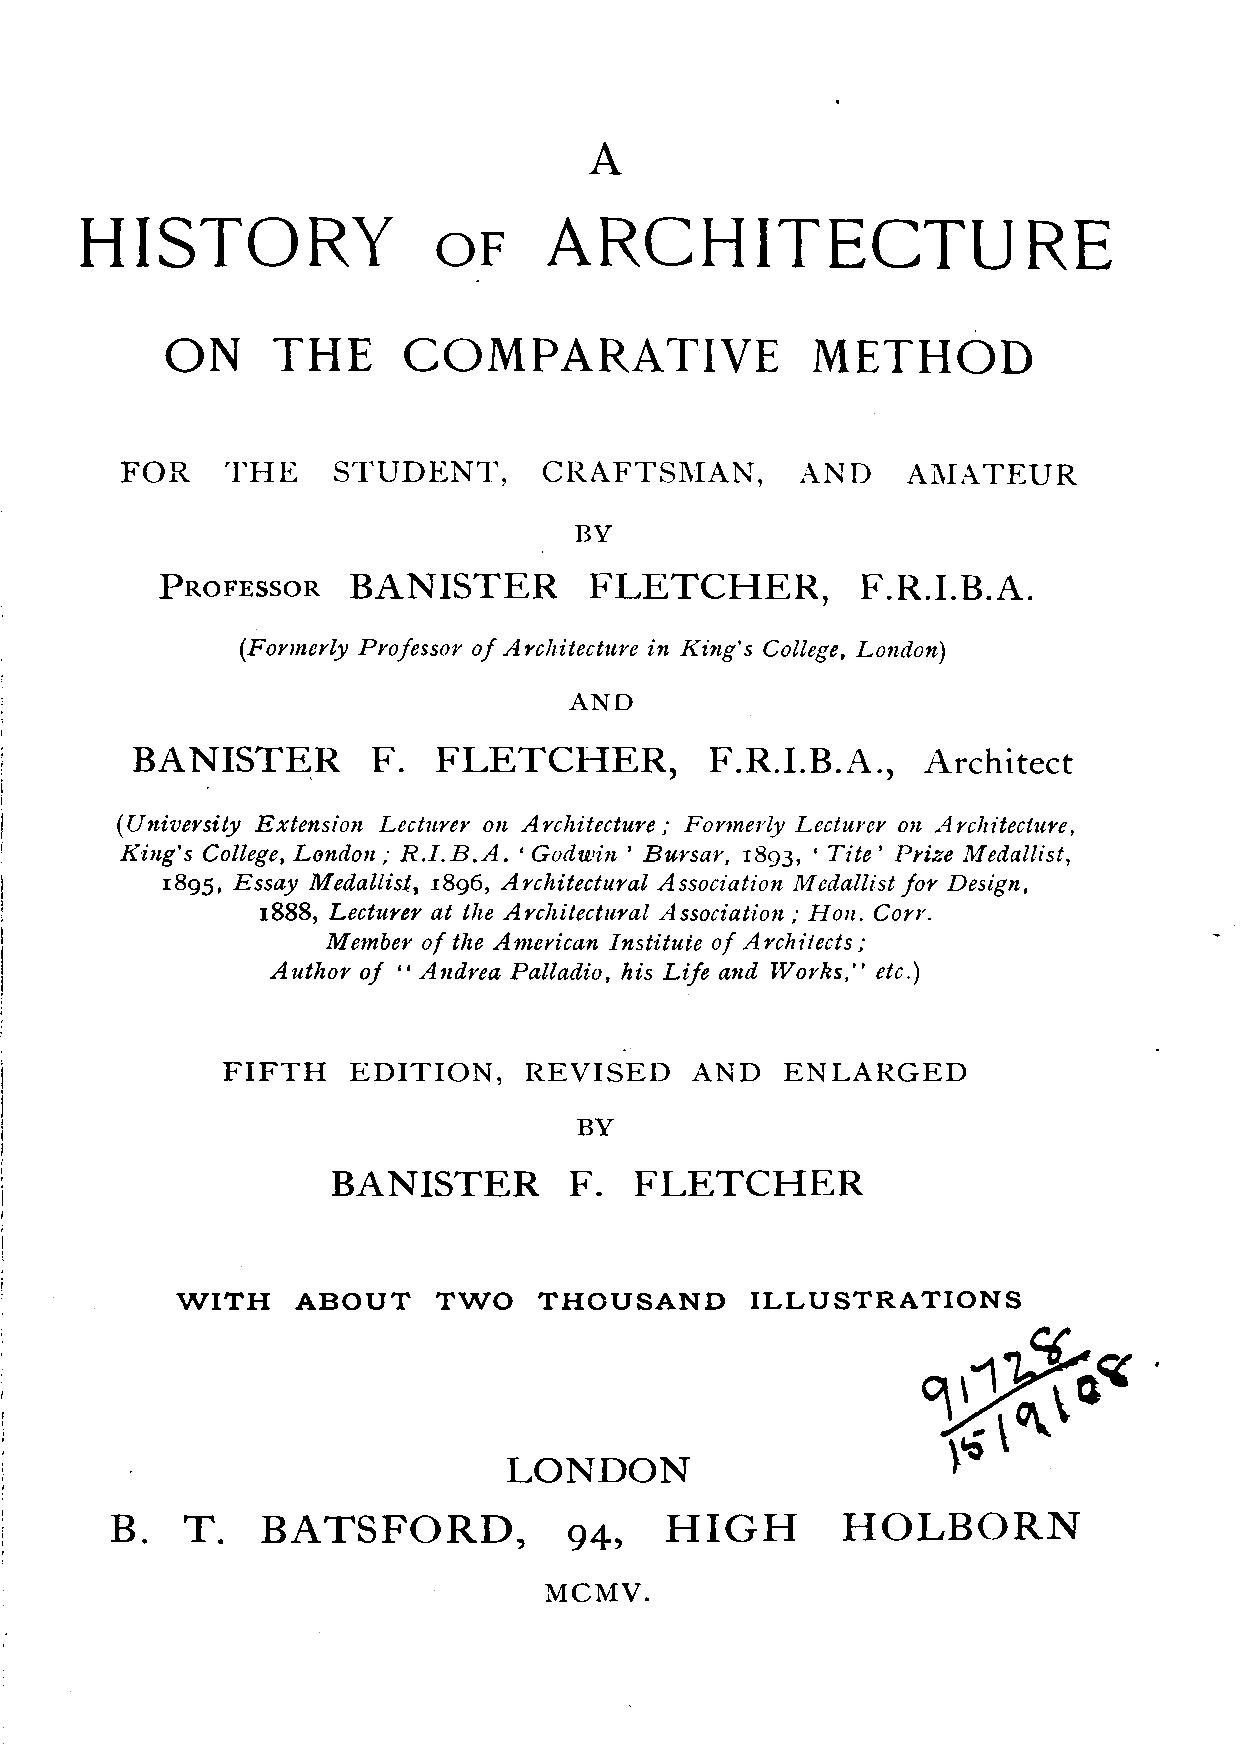 A
HISTORY OF ARCHITECTURE
ON THE COMPARATIVE METHOD
FOR THE STUDENT, CRAFTSMAN, AND AMATEUR
BY
PROFESSOR BANISTER FLETCHER, F.R.I.B.A.
(Formerly Professor of Architecture in King's College, London)
AND
BANISTER F. FLETCHER, F.R.I.B.A., Architect
(University Extension Lecturer on Architecture; Formerly Lecturer on Architecture,
King's College, London; R.I.B.A. ‘Godwin’ Bursar, 1893, ‘Tite’ Prize Medallist,
1895, Essay Medallist, 1896, Architectural Association Medallist for Design,
1888, Lecturer at the Architectural Association; Hon. Corr.
Member of the American Institute of Architects;
Author of “Andrea Palladio, his Life and Works,” etc.)
FIFTH EDITION, REVISED AND ENLARGED
BY
BANISTER F. FLETCHER
WITH ABOUT TWO THOUSAND ILLUSTRATIONS
91728
15/9/08
LONDON
B. T. BATSFORD, 94, HIGH HOLBORN
MCMV.